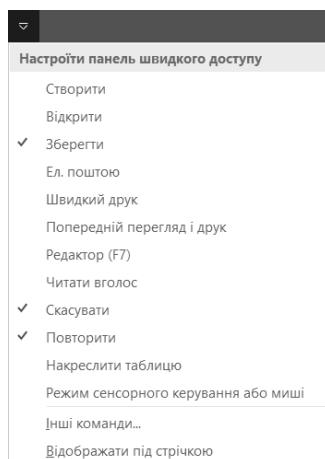 Настроїти панель швидкого доступу
Створити
Відкрити
Зберегти
Ел. поштою
Швидкий друк
Попередній перегляд і друк
Редактор (F7)
Читати вголос
Скасувати
Повторити
Накреслити таблицю
Режим сенсорного керування або миші
Інші команди...
Відображати під стрічкою